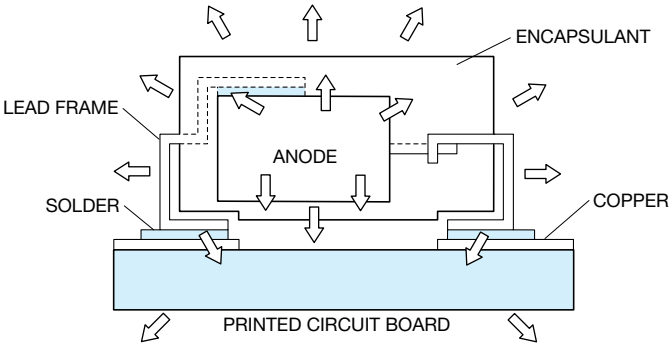 ENCAPSULANT
LEAD FRAME
ANODE
SOLDER
COPPER
PRINTED CIRCUIT BOARD